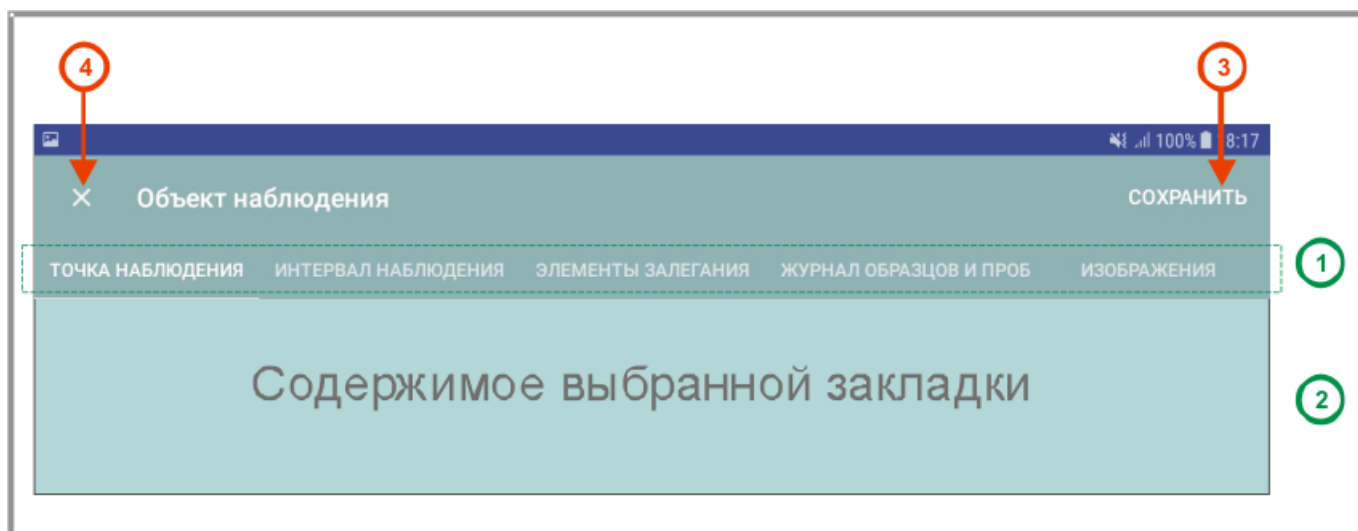 4 3
100% 8:17
Объект наблюдения СОХРАНИТЬ
ТОЧКА НАБЛЮДЕНИЯ ИНТЕРВАЛ НАБЛЮДЕНИЯ ЭЛЕМЕНТЫ ЗАЛЕГАНИЯ ЖУРНАЛ ОБРАЗЦОВ И ПРОБ ИЗОБРАЖЕНИЯ 1
Содержимое выбранной закладки 2